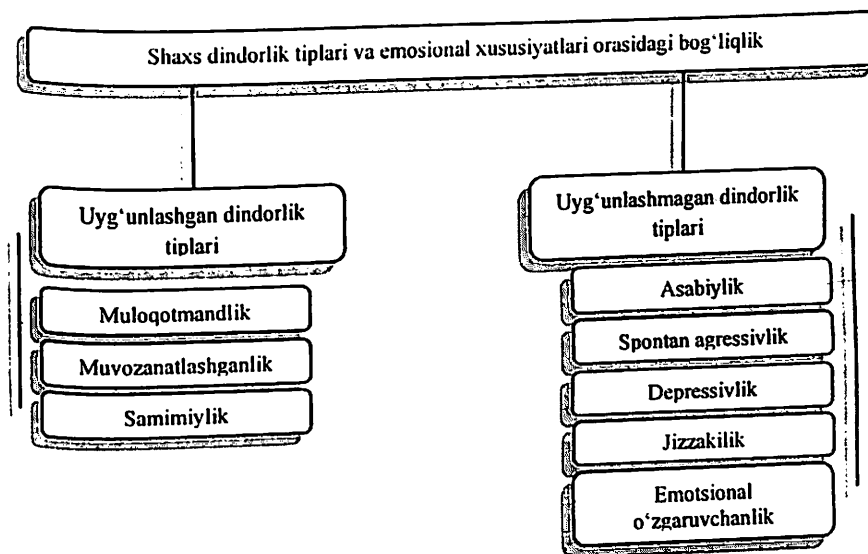 Shaxs dindorlik tiplari va emosional xususiyatlari orasidagi bog‘liqlik
Uyg‘unlashgan dindorlik
tiplari
Muloqotmandlik
Muvozanatlashganlik
Samimiylik
Uyg‘unlashmagan dindorlik
tiplari
Asabiylik
Spontan agressivlik
Depressivlik
Jizzakilik
Emotsional
o‘zgaruvchanlik